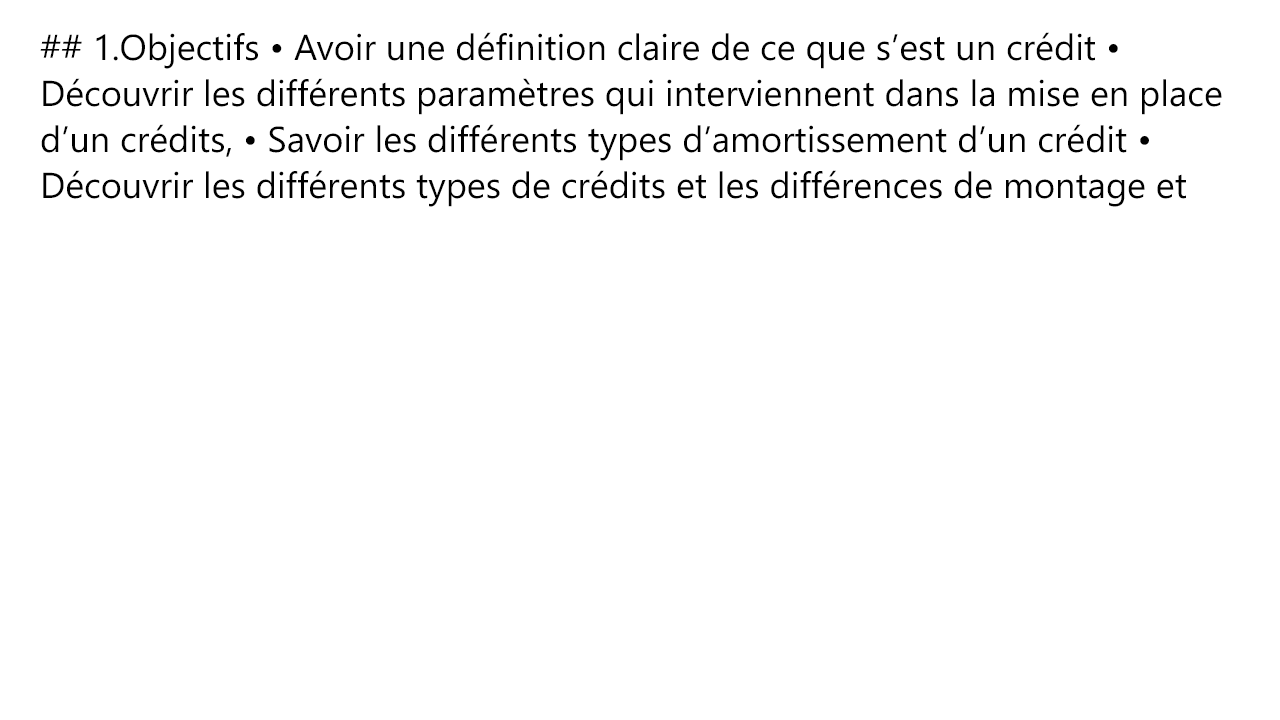 ## 1.Objectifs • Avoir une définition claire de ce que s’est un crédit •
Découvrir les différents paramètres qui interviennent dans la mise en place
d’un crédits, • Savoir les différents types d’amortissement d’un crédit •
Découvrir les différents types de crédits et les différences de montage et